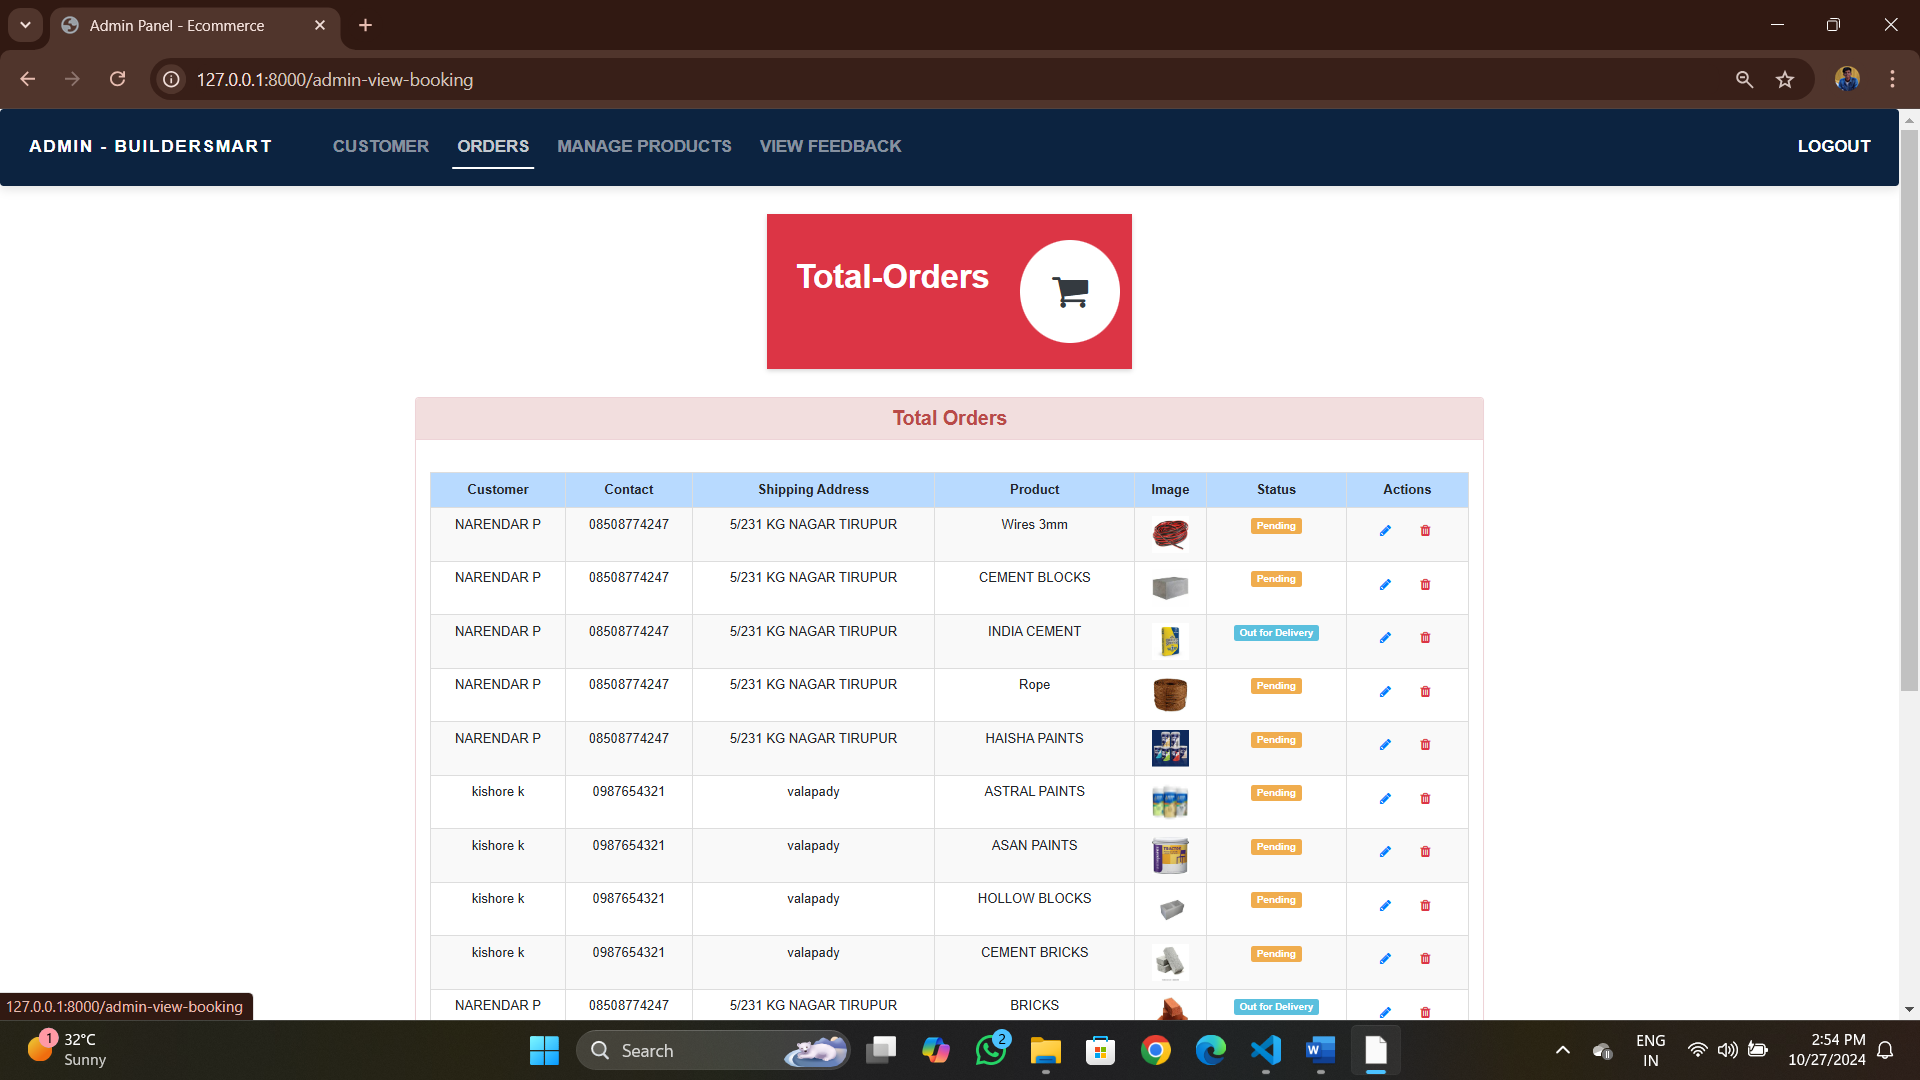 Admin Panel - Ecommerce
127.0.0.1:8000/admin-view-booking
ADMIN - BUILDERSMART CUSTOMER ORDERS MANAGE PRODUCTS VIEW FEEDBACK LOGOUT
Total-Orders
Total Orders
Customer Contact Shipping Address Product Image Status Actions
NARENDAR P 08508774247 5/231 KG NAGAR TIRUPUR Wires 3mm Pending
NARENDAR P 08508774247 5/231 KG NAGAR TIRUPUR CEMENT BLOCKS Pending
NARENDAR P 08508774247 5/231 KG NAGAR TIRUPUR INDIA CEMENT Out for Delivery
NARENDAR P 08508774247 5/231 KG NAGAR TIRUPUR Rope Pending
NARENDAR P 08508774247 5/231 KG NAGAR TIRUPUR HAISHA PAINTS Pending
kishore k 0987654321 valapady ASTRAL PAINTS Pending
kishore k 0987654321 valapady ASAN PAINTS Pending
kishore k 0987654321 valapady HOLLOW BLOCKS Pending
kishore k 0987654321 valapady CEMENT BRICKS Pending
NARENDAR P 08508774247 5/231 KG NAGAR TIRUPUR BRICKS Out for Delivery
127.0.0.1:8000/admin-view-booking
1 32°C
Sunny
Search
2
ENG
IN
2:54 PM
10/27/2024